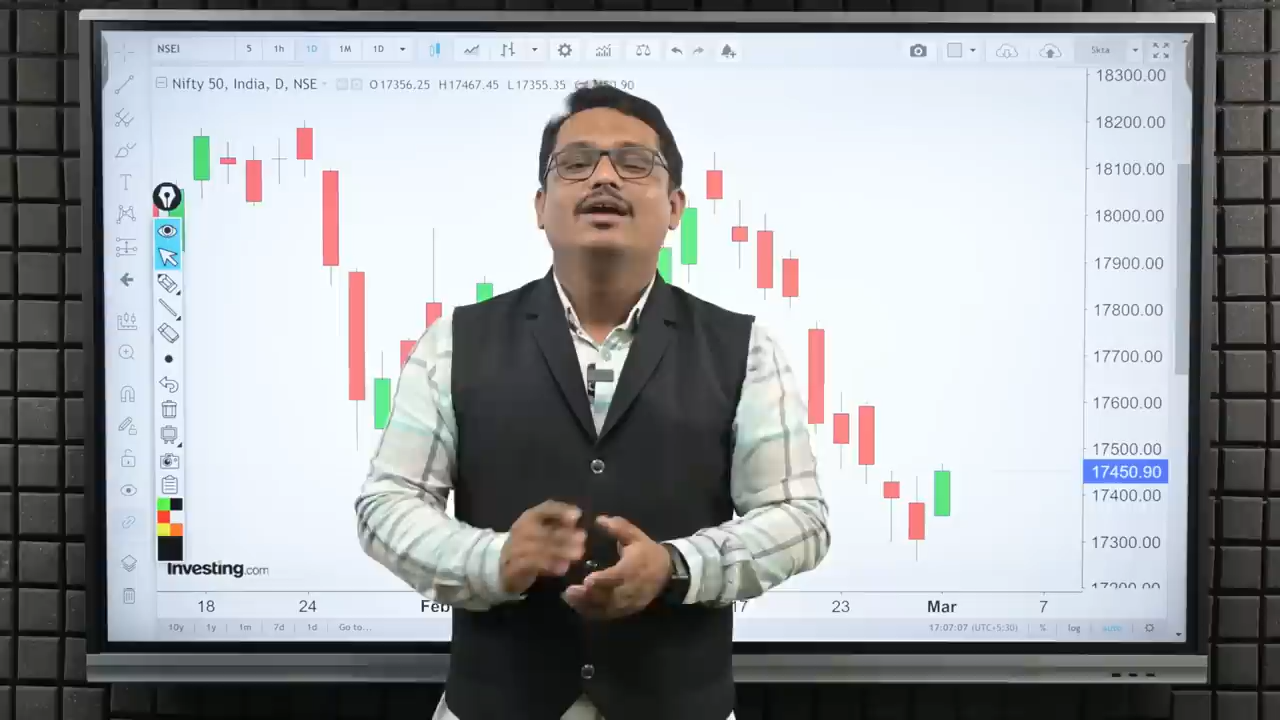 NSEI 5 1h 1D 1M 1D 5kta
Nifty 50, India, D, NSE O17356.25 H17467.45 L17355.35 .90
18300.00
18200.00
18100.00
18000.00
17900.00
17800.00
17700.00
17600.00
17500.00
17450.90
17400.00
17300.00
Investing.com
18 24 Feb 17 23 Mar 7
10y 1y 1m 7d 1d Go to... 17:07:07 (UTC+5:30) % log auto